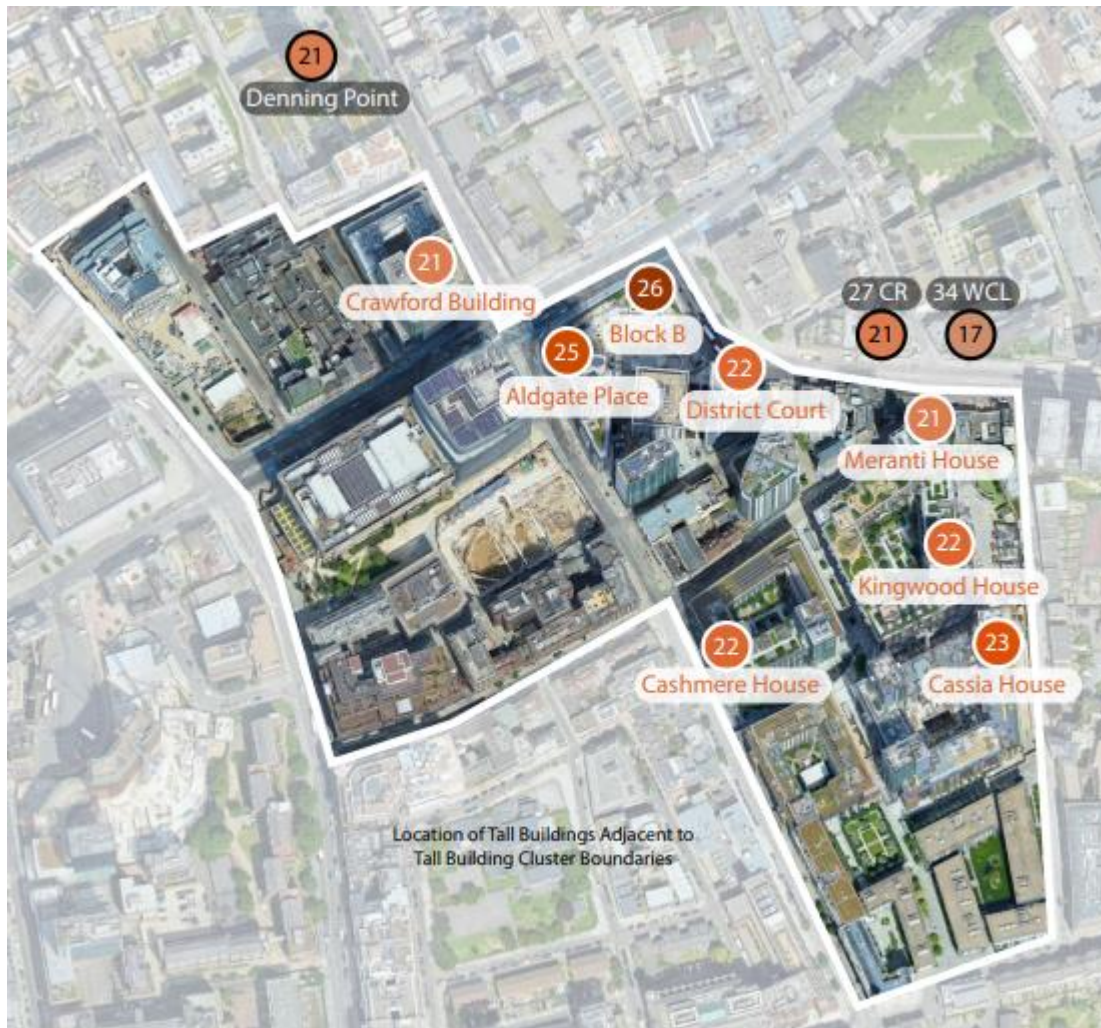 21
Denning Point
21
Crawford Building
26
Block B
27 CR
21
34 WCL
17
25
Aldgate Place
22
District Court
21
Meranti House
22
Kingwood House
22
Cashmere House
23
Cassia House
Location of Tall Buildings Adjacent to
Tall Building Cluster Boundaries